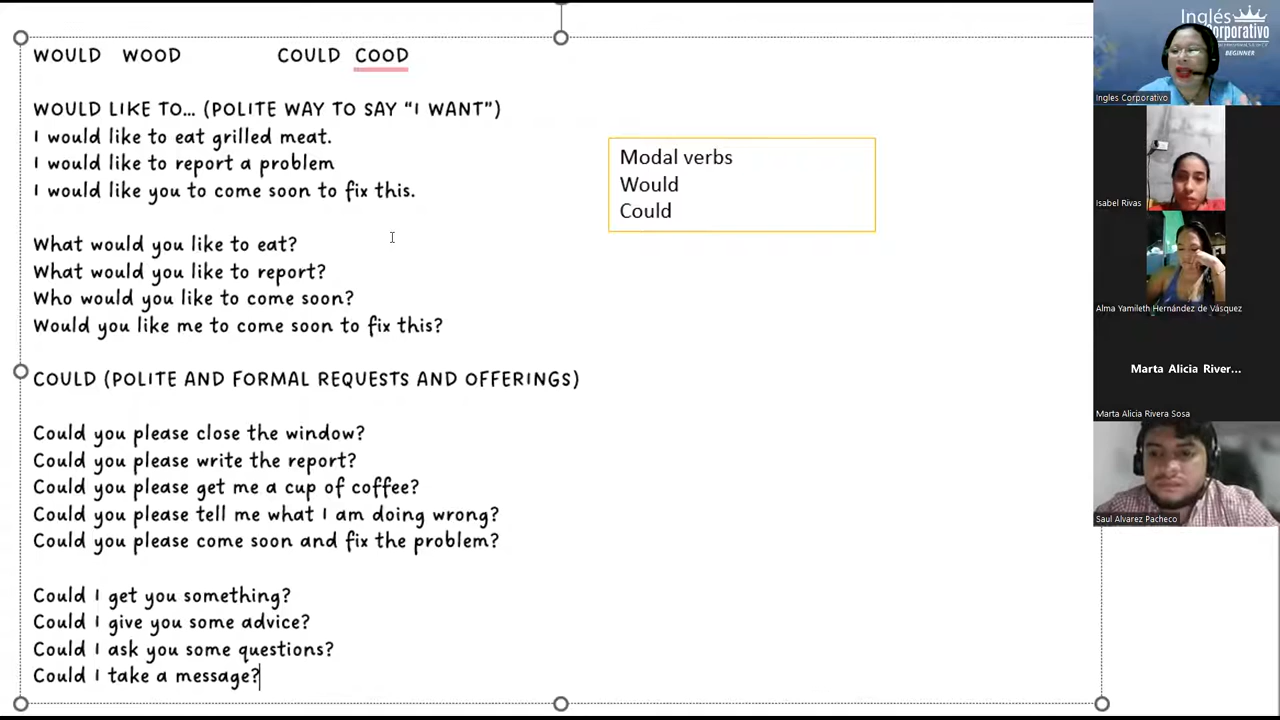 WOULD WOOD COULD COOD
WOULD LIKE TO... (POLITE WAY TO SAY "I WANT")
I would like to eat grilled meat.
I would like to report a problem
I would like you to come soon to fix this.
What would you like to eat?
What would you like to report?
Who would you like to come soon?
Would you like me to come soon to fix this?
COULD (POLITE AND FORMAL REQUESTS AND OFFERINGS)
Could you please close the window?
Could you please write the report?
Could you please get me a cup of coffee?
Could you please tell me what I am doing wrong?
Could you please come soon and fix the problem?
Could I get you something?
Could I give you some advice?
Could I ask you some questions?
Could I take a message?
Modal verbs
Would
Could
Inglés
Corporativo
BEGINNER
Ingles Corporativo
Isabel Rivas
Alma Yamileth Hernández de Vásquez
Marta Alicia River...
Marta Alicia Rivera Sosa
Saul Alvarez Pacheco